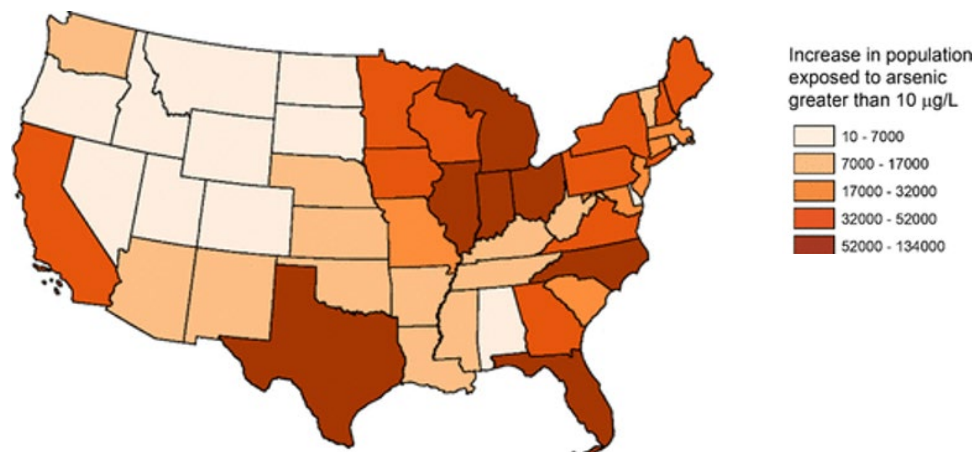 Increase in population
exposed to arsenic
greater than 10 µg/L
10 - 7000
7000 - 17000
17000 - 32000
32000 - 52000
52000 - 134000